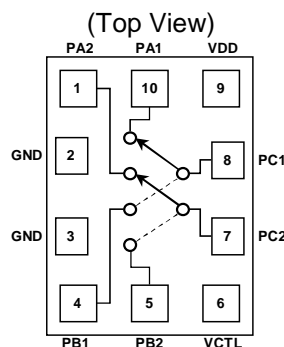 (Top View)
PA2 PA1 VDD
1 10 9
GND 2 8 PC1
GND 3 7 PC2
4 5 6
PB1 PB2 VCTL